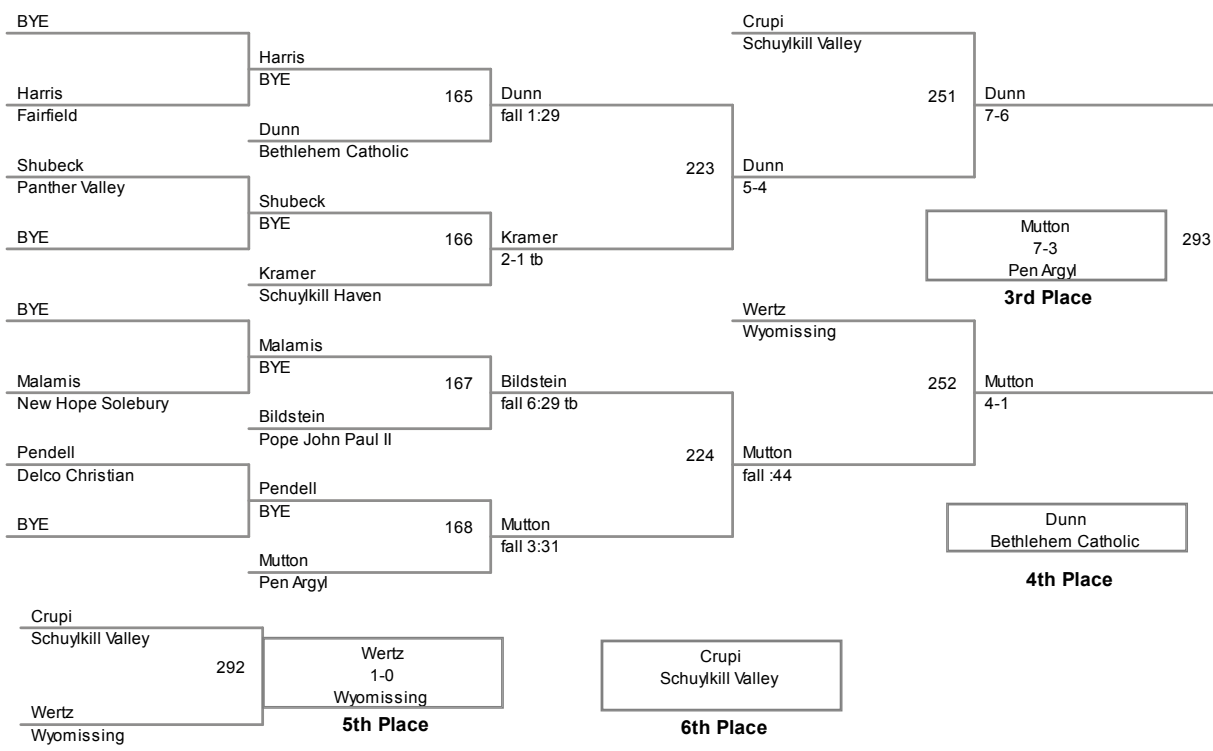 BYE
Harris
Fairfield
Shubeck
Panther Valley
BYE
BYE
Malamis
New Hope Solebury
Pendell
Delco Christian
BYE
Harris
BYE
165
Dunn
Bethlehem Catholic
Shubeck
BYE
166
Kramer
Schuylkill Haven
Malamis
BYE
167
Bildstein
Pope John Paul II
Pendell
BYE
168
Mutton
Pen Argyl
Dunn
fall 1:29
223
Kramer
2-1 tb
Bildstein
fall 6:29 tb
224
Mutton
fall 3:31
Crupi
Schuylkill Valley
251
Dunn
5-4
Wertz
Wyomissing
252
Mutton
fall :44
Dunn
7-6
Mutton
7-3
Pen Argyl
293
3rd Place
Mutton
4-1
Dunn
Bethlehem Catholic
4th Place
Crupi
Schuylkill Valley
292
Wertz
Wyomissing
Wertz
1-0
Wyomissing
5th Place
Crupi
Schuylkill Valley
6th Place